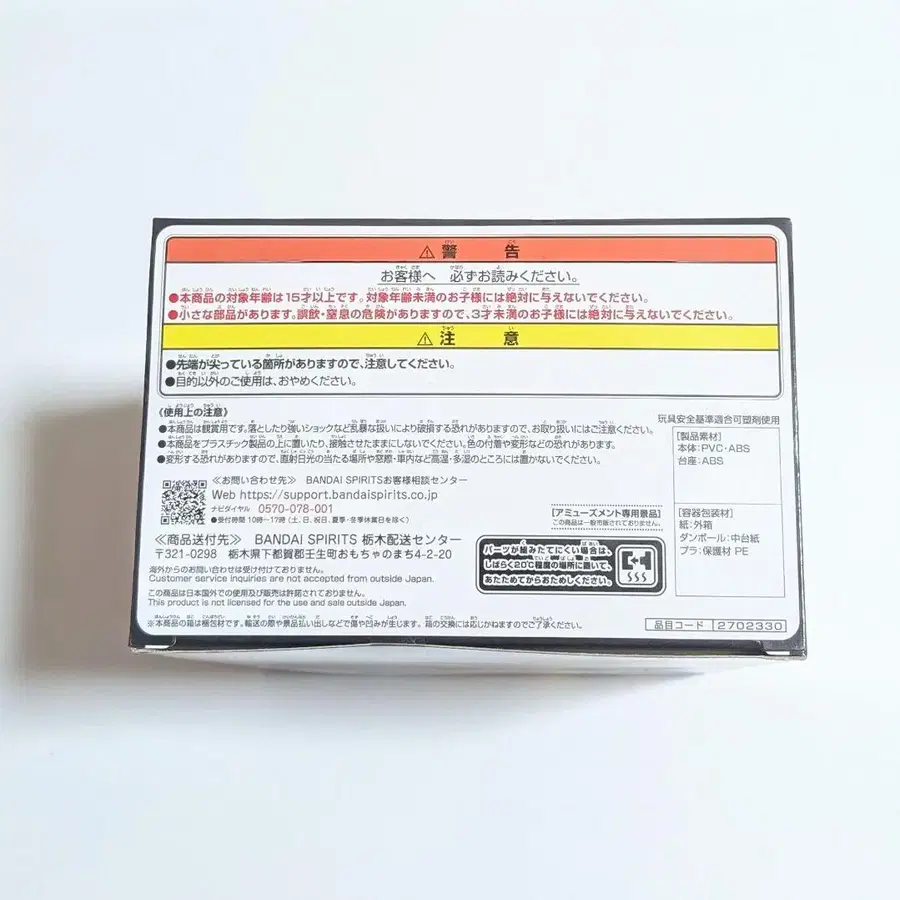 ⚠警告
お客様へ 必ずお読みください。
●本商品の対象年齢は15才以上です。対象年齢未満のお子様には絶対に与えないでください。
●小さな部品があります。誤飲・窒息の危険がありますので、3才未満のお子様には絶対に与えないでください。
⚠注意
●先端が尖っている箇所がありますので、注意してください。
●目的以外のご使用は、おやめください。
《使用上の注意》
●本商品は観賞用です。落としたり強いショックなど乱暴な扱いにより破損する恐れがありますので、お取り扱いにはご注意ください。
●本商品をプラスチック製品の上に置いたり、接触させたままにしないでください。色の付着や変形などの恐れがあります。
●変形する恐れがありますので、直射日光の当たる場所や窓際・車内など高温・多湿のところには置かないでください。
玩具安全基準適合可塑剤使用
[製品素材]
本体:PVC・ABS
台座:ABS
[容器包装材]
紙:外箱
ダンボール:中台紙
プラ:保護材 PE
≪お問い合わせ先≫ BANDAI SPIRITSお客様相談センター
Web https://support.bandaispirits.co.jp
ナビダイヤル 0570-078-001
●受付時間 10時〜17時(土、日、祝日、夏季・冬季休業日を除く)
[アミューズメント専用景品]
この商品は一般市販されておりません。
≪商品送付先≫ BANDAI SPIRITS 栃木配送センター
〒321-0298 栃木県下都賀郡壬生町おもちゃのまち4-2-20
パーツが組みたてにくい場合は、
しばらく20℃程度の場所に置いて、
あたためてからおためしください。
海外からのお問い合わせは受け付けておりません。
Customer service inquiries are not accepted from outside Japan.
この商品は日本国外での使用及び販売は許諾されておりません。
This product is not licensed for the use and sale outside Japan.
※本商品の箱は梱包材です。輸送の際や景品払い出しなどで傷や凹みが生じます。箱の交換には応じかねますのでご了承ください。
品目コード 2702330